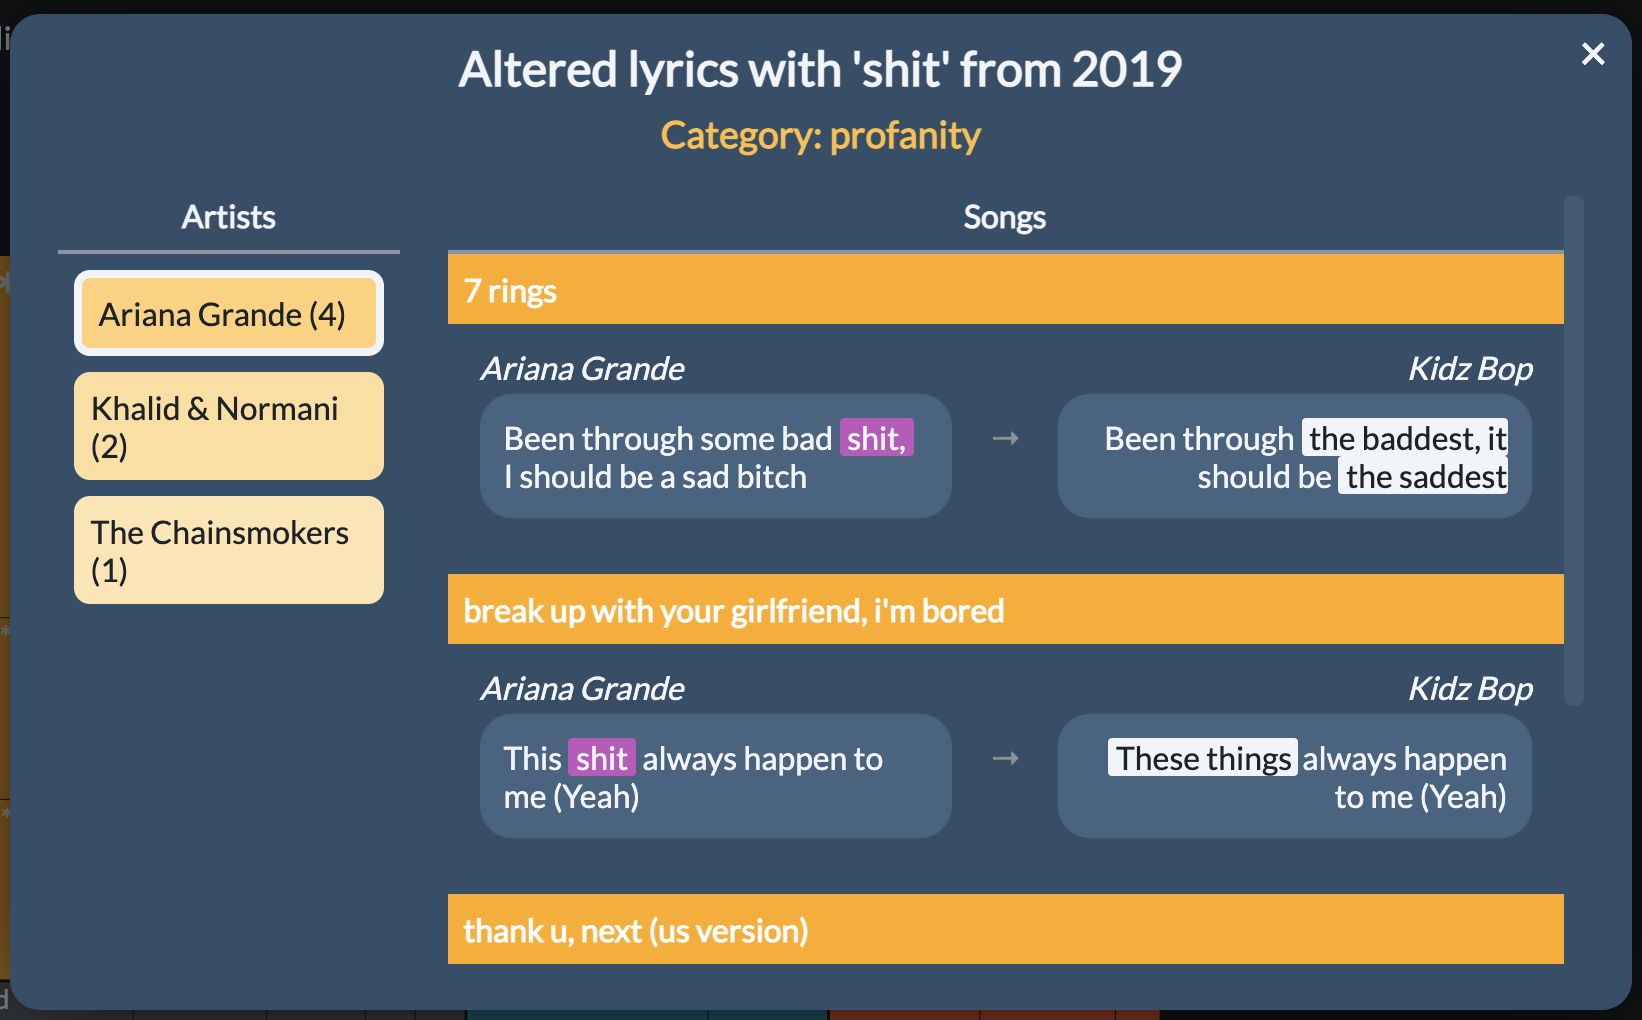 Altered lyrics with 'shit' from 2019
Category: profanity
Artists
Ariana Grande (4)
Khalid & Normani
(2)
The Chainsmokers
(1)
Songs
7 rings
Ariana Grande
Kidz Bop
Been through some bad shit,
I should be a sad bitch
→
Been through the baddest, it
should be the saddest
break up with your girlfriend, i'm bored
Ariana Grande
Kidz Bop
This shit always happen to
me (Yeah)
→
These things always happen
to me (Yeah)
thank u, next (us version)